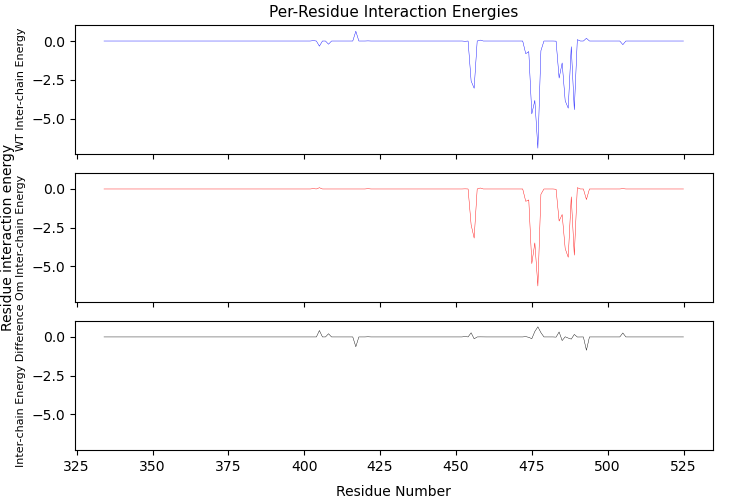 Per-Residue Interaction Energies
Residue interaction energy
WT Inter-chain Energy
0.0
−2.5
−5.0
Om Inter-chain Energy
0.0
−2.5
−5.0
Inter-chain Energy Difference
0.0
−2.5
−5.0
325 350 375 400 425 450 475 500 525
Residue Number